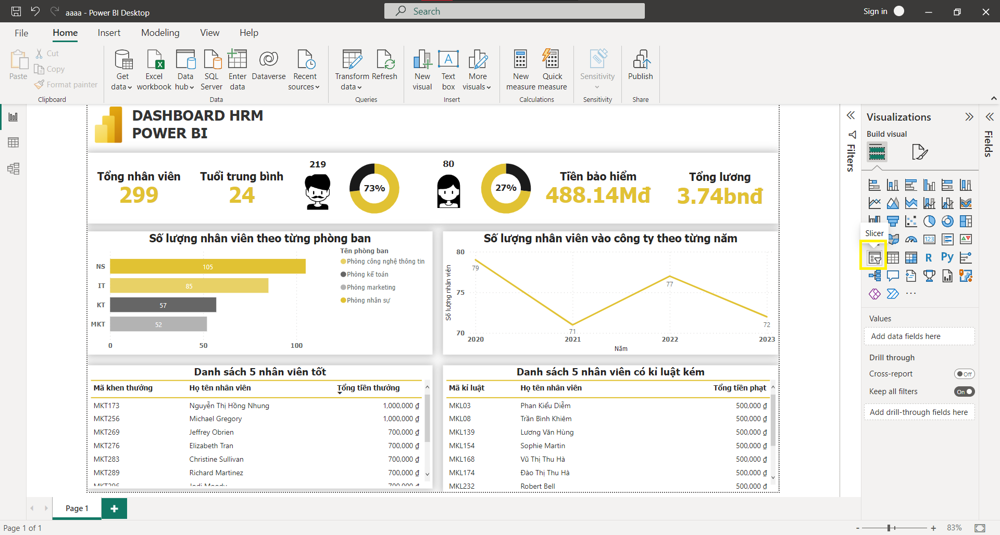 aaaa - Power BI Desktop
Search
Sign in
File
Home
Insert
Modeling
View
Help
Paste
Cut
Copy
Format painter
Clipboard
Get data
Excel workbook
Data hub
SQL Server
Enter data
Dataverse
Recent sources
Data
Transform data
Refresh
Queries
New visual
Text box
More visuals
Insert
New measure
Quick measure
Calculations
Sensitivity
Sensitivity
Publish
Share
DASHBOARD HRM
POWER BI
Tổng nhân viên
299
Tuổi trung bình
24
219
73%
80
27%
Tiền bảo hiểm
488.14Mđ
Tổng lương
3.74bnđ
Số lượng nhân viên theo từng phòng ban
NS
105
IT
85
KT
57
MKT
52
0
50
100
Tên phòng ban
Phòng công nghệ thông tin
Phòng kế toán
Phòng marketing
Phòng nhân sự
Số lượng nhân viên vào công ty theo từng năm
Số lượng nhân viên
80
75
70
79
71
77
72
2020
2021
2022
2023
Năm
Danh sách 5 nhân viên tốt
Mã khen thưởng Họ tên nhân viên Tổng tiền thưởng
MKT173 Nguyễn Thị Hồng Nhung 1,000,000 ₫
MKT256 Michael Gregory 1,000,000 ₫
MKT269 Jeffrey Obrien 700,000 ₫
MKT276 Elizabeth Tran 700,000 ₫
MKT283 Christine Sullivan 700,000 ₫
MKT289 Richard Martinez 700,000 ₫
MKT296 Jodi Moody 700,000 ₫
Danh sách 5 nhân viên có kỉ luật kém
Mã kỉ luật Họ tên nhân viên Tổng tiền phạt
MKL03 Phan Kiểu Diễm 500,000 ₫
MKL08 Trần Bình Khiêm 500,000 ₫
MKL139 Lương Văn Hùng 500,000 ₫
MKL154 Sophie Martin 500,000 ₫
MKL168 Vũ Thị Thu Hà 500,000 ₫
MKL174 Đào Thị Thu Hà 500,000 ₫
MKL232 Robert Bell 500,000 ₫
Filters
Visualizations
Build visual
Slicer
123
R
Py
Values
Add data fields here
Drill through
Cross-report
Off
Keep all filters
On
Add drill-through fields here
Fields
Page 1
Page 1 of 1
83%